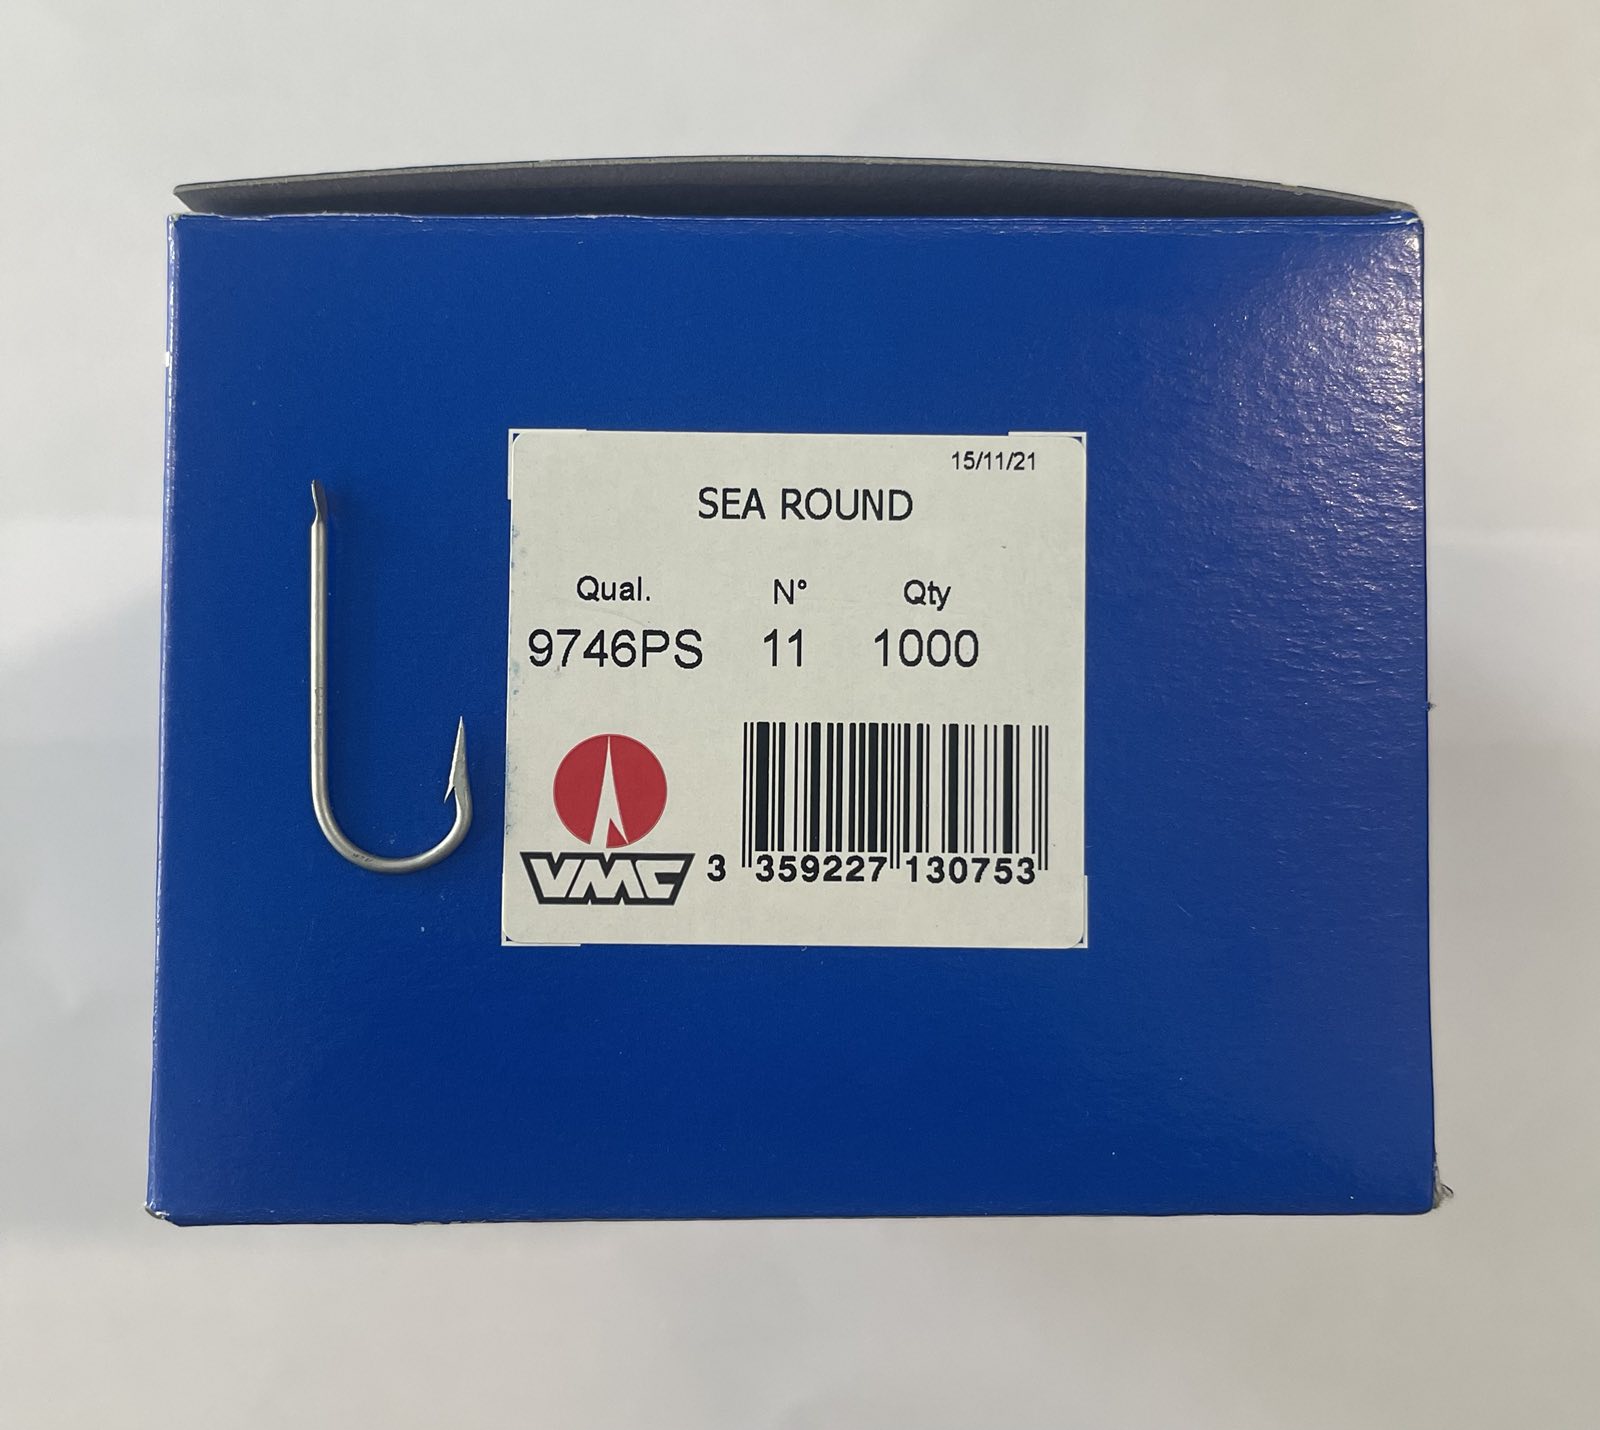 15/11/21
SEA ROUND
Qual. N° Qty
9746PS 11 1000
VMC
3 359227 130753